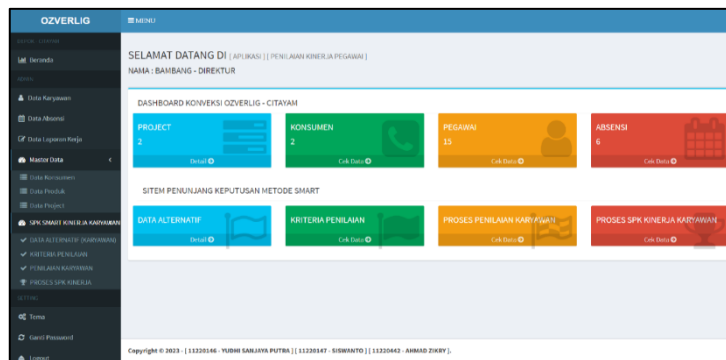 OZVERLIG
MENU
Beranda
Data Karyawan
Data Absensi
Data Laporan Kerja
Master Data
Data Konsumen
Data Produk
Data Project
SPK SMART KINERJA KARYAWAN
DATA ALTERNATIF (KARYAWAN)
KRITERIA PENILAIAN
PENILAIAN KARYAWAN
PROSES SPK KINERJA
SETTING
Tema
Ganti Password
Logout
SELAMAT DATANG DI [ APLIKASI ] [ PENILAIAN KINERJA PEGAWAI ]
NAMA : BAMBANG - DIREKTUR
DASHBOARD KONVEKSI OZVERLIG - CITAYAM
PROJECT
2
Detail
KONSUMEN
2
Cek Data
PEGAWAI
15
Cek Data
ABSENSI
6
Cek Data
SITEM PENUNJANG KEPUTUSAN METODE SMART
DATA ALTERNATIF
Detail
KRITERIA PENILAIAN
Cek Data
PROSES PENILAIAN KARYAWAN
Cek Data
PROSES SPK KINERJA KARYAWAN
Cek Data
Copyright © 2023 - [ 11220146 - YUDHI SANJAYA PUTRA ] [ 11220147 - SISWANTO ] [ 11220442 - AHMAD ZIKRY ].